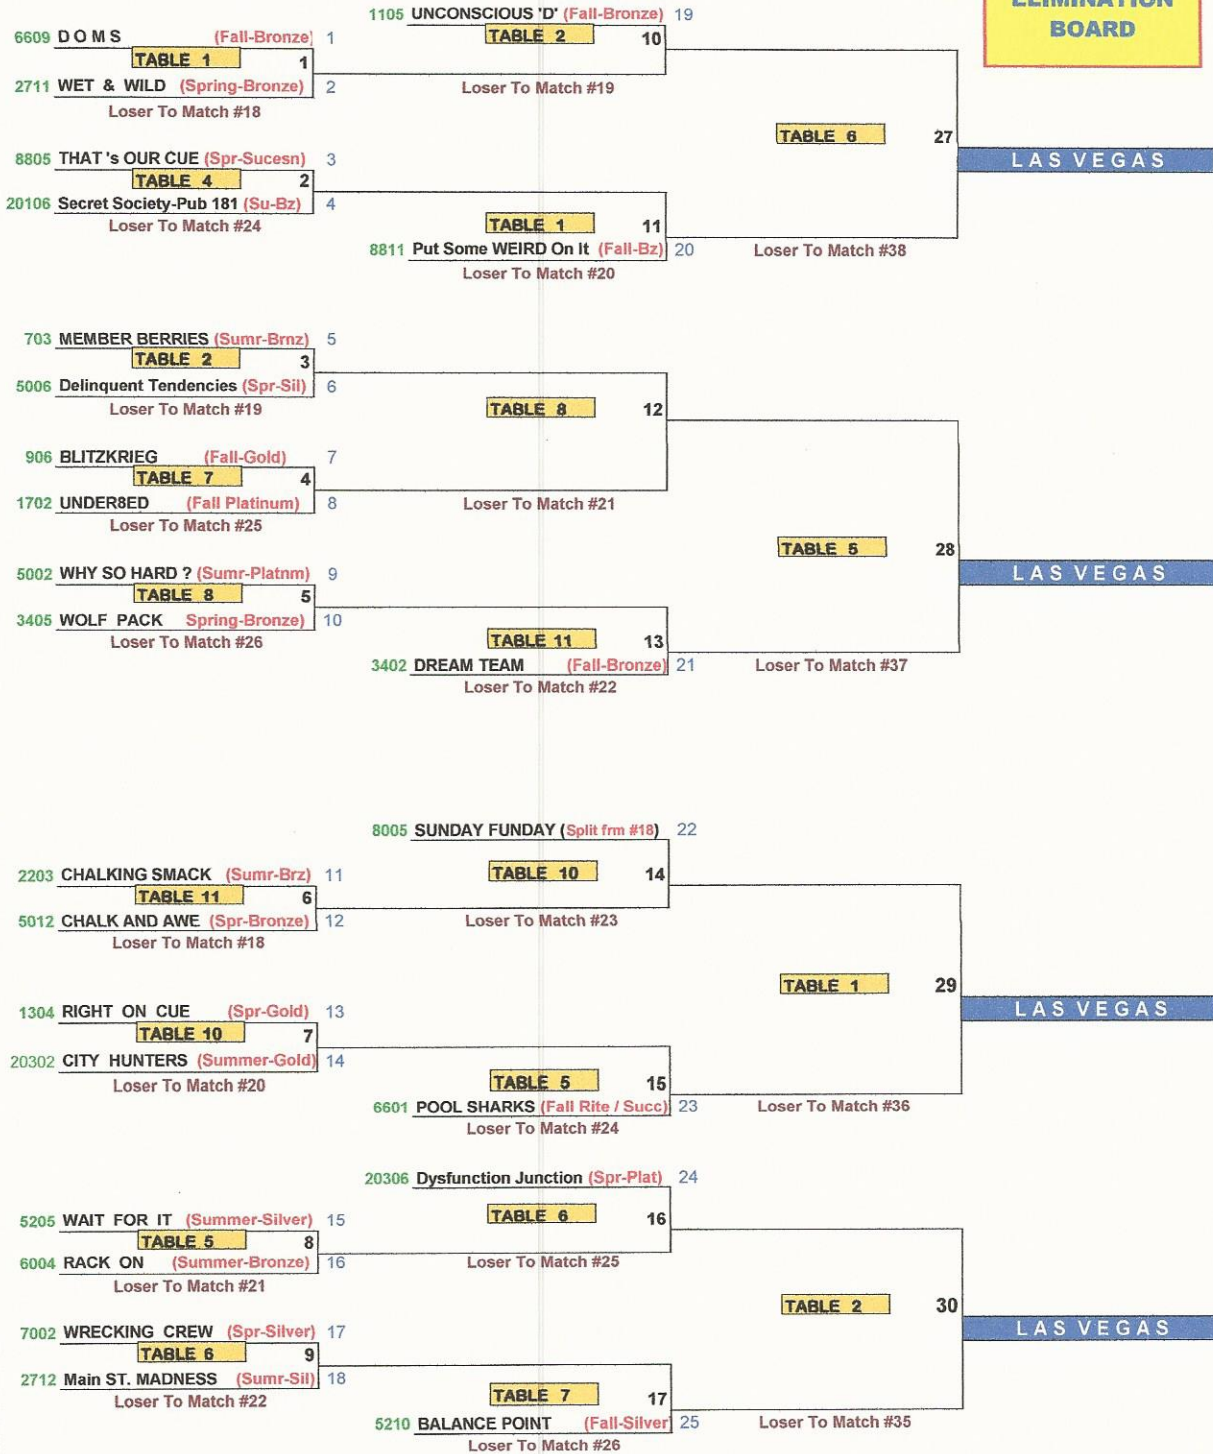 ELIMINATION
BOARD
1105 UNCONSCIOUS 'D' (Fall-Bronze) 19
6609 D O M S (Fall-Bronze) 1
TABLE 2 10
TABLE 1 1
2711 WET & WILD (Spring-Bronze) 2
Loser To Match #19
Loser To Match #18
TABLE 6 27
8805 THAT 's OUR CUE (Spr-Sucesn) 3
LAS VEGAS
TABLE 4 2
20106 Secret Society-Pub 181 (Su-Bz) 4
Loser To Match #24
TABLE 1 11
8811 Put Some WEIRD On It (Fall-Bz) 20
Loser To Match #38
Loser To Match #20
703 MEMBER BERRIES (Sumr-Brnz) 5
TABLE 2 3
5006 Delinquent Tendencies (Spr-Sil) 6
Loser To Match #19
TABLE 8 12
906 BLITZKRIEG (Fall-Gold) 7
TABLE 7 4
1702 UNDER8ED (Fall Platinum) 8
Loser To Match #21
Loser To Match #25
TABLE 5 28
5002 WHY SO HARD ? (Sumr-Platnm) 9
LAS VEGAS
TABLE 8 5
3405 WOLF PACK Spring-Bronze) 10
Loser To Match #26
TABLE 11 13
3402 DREAM TEAM (Fall-Bronze) 21
Loser To Match #37
Loser To Match #22
8005 SUNDAY FUNDAY (Split frm #18) 22
2203 CHALKING SMACK (Sumr-Brz) 11
TABLE 10 14
TABLE 11 6
5012 CHALK AND AWE (Spr-Bronze) 12
Loser To Match #23
Loser To Match #18
TABLE 1 29
1304 RIGHT ON CUE (Spr-Gold) 13
LAS VEGAS
TABLE 10 7
20302 CITY HUNTERS (Summer-Gold) 14
Loser To Match #20
TABLE 5 15
6601 POOL SHARKS (Fall Rite / Succ) 23
Loser To Match #36
Loser To Match #24
20306 Dysfunction Junction (Spr-Plat) 24
5205 WAIT FOR IT (Summer-Silver) 15
TABLE 6 16
TABLE 5 8
6004 RACK ON (Summer-Bronze) 16
Loser To Match #25
Loser To Match #21
TABLE 2 30
7002 WRECKING CREW (Spr-Silver) 17
LAS VEGAS
TABLE 6 9
2712 Main ST. MADNESS (Sumr-Sil) 18
Loser To Match #22
TABLE 7 17
5210 BALANCE POINT (Fall-Silver 25
Loser To Match #35
Loser To Match #26